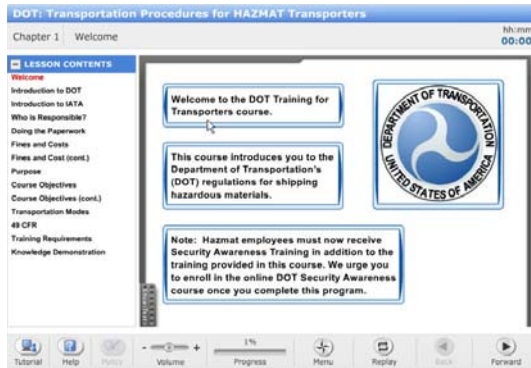 DOT: Transportation Procedures for HAZMAT Transporters
Chapter 1
Welcome
hh:mm
00:00
LESSON CONTENTS
Welcome
Introduction to DOT
Introduction to IATA
Who is Responsible?
Doing the Paperwork
Fines and Costs
Fines and Cost (cont.)
Purpose
Course Objectives
Course Objectives (cont.)
Transportation Modes
49 CFR
Training Requirements
Knowledge Demonstration
Welcome to the DOT Training for
Transporters course.
This course introduces you to the
Department of Transportation's
(DOT) regulations for shipping
hazardous materials.
DEPARTMENT OF TRANSPORTATION
UNITED STATES OF AMERICA
Note: Hazmat employees must now receive
Security Awareness Training in addition to the
training provided in this course. We urge you
to enroll in the online DOT Security Awareness
course once you complete this program.
Tutorial
Help
Policy
- +
Volume
1%
Progress
Menu
Replay
Back
Forward